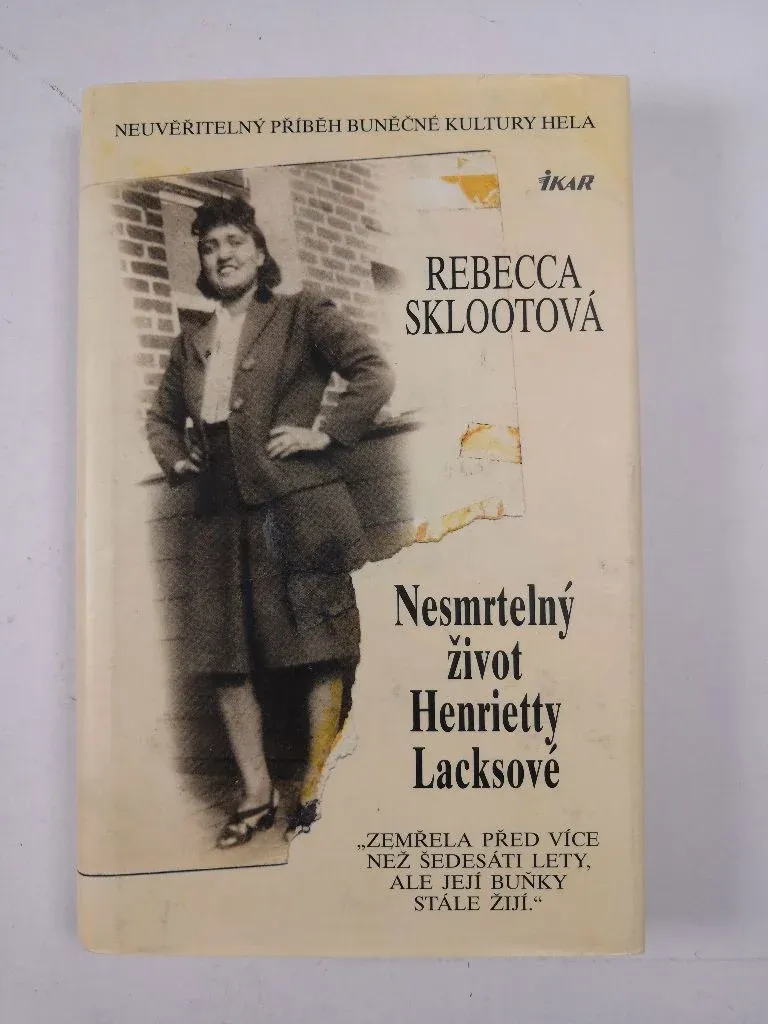 NEUVĚŘITELNÝ PŘÍBĚH BUNĚČNÉ KULTURY HELA
IKAR
REBECCA
SKLOOTOVÁ
Nesmrtelný
život
Henrietty
Lacksové
„ZEMŘELA PŘED VÍCE
NEŽ ŠEDESÁTI LETY,
ALE JEJÍ BUŇKY
STÁLE ŽIJÍ.“